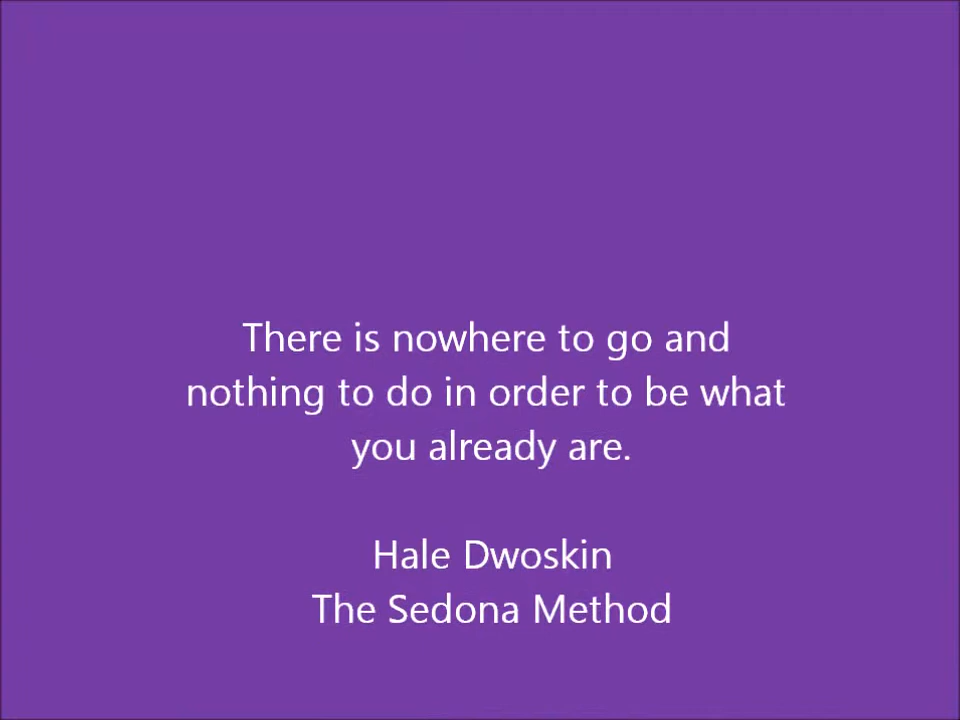 There is nowhere to go and
nothing to do in order to be what
you already are.
Hale Dwoskin
The Sedona Method